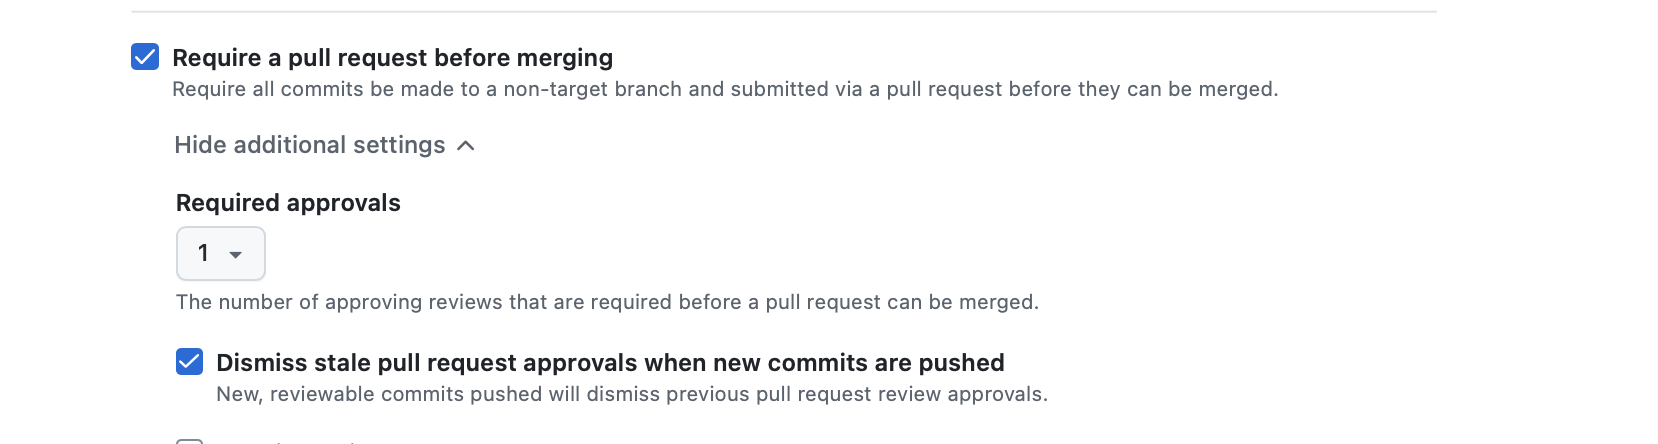 Require a pull request before merging
Require all commits be made to a non-target branch and submitted via a pull request before they can be merged.
Hide additional settings
Required approvals
1
The number of approving reviews that are required before a pull request can be merged.
Dismiss stale pull request approvals when new commits are pushed
New, reviewable commits pushed will dismiss previous pull request review approvals.